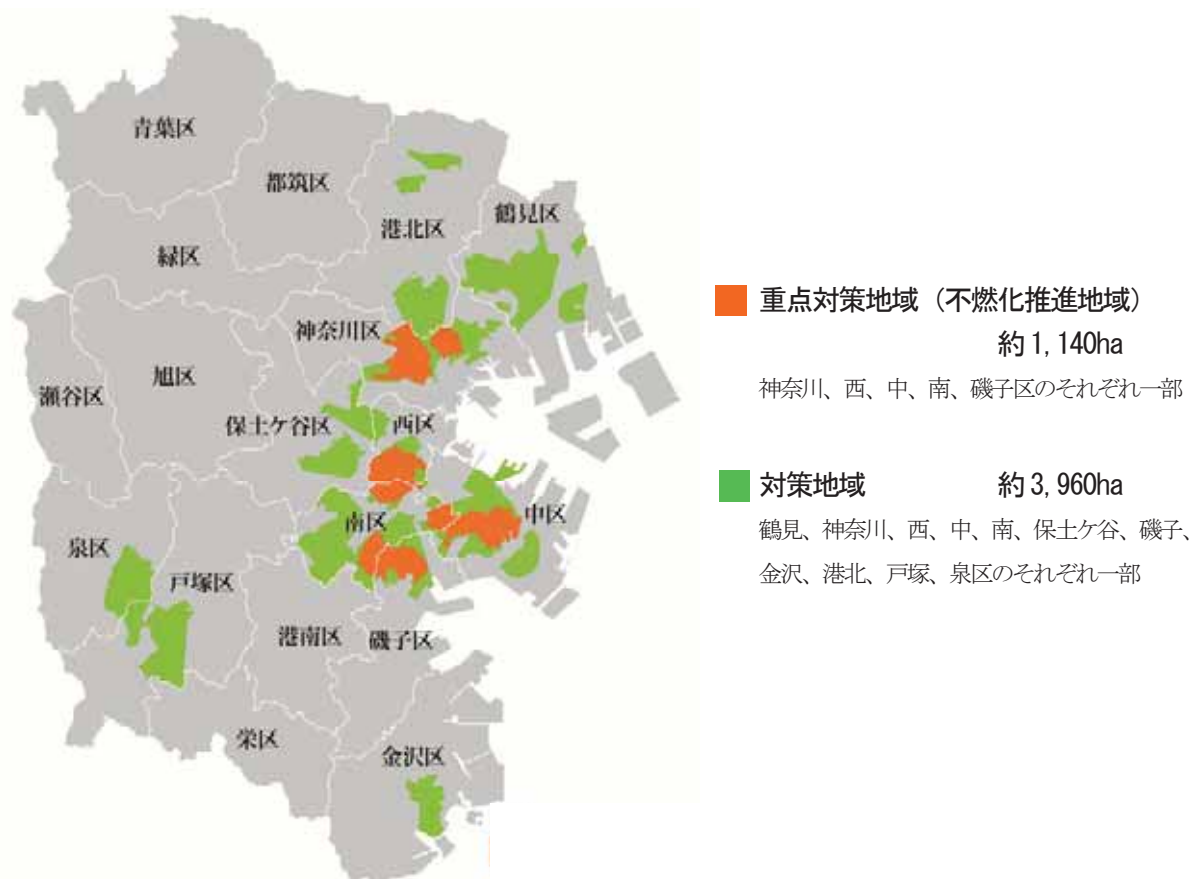 青葉区
都筑区
港北区
鶴見区
緑区
神奈川区
旭区
瀬谷区
保土ケ谷区
西区
南区
中区
泉区
戸塚区
港南区
磯子区
栄区
金沢区
重点対策地域（不燃化推進地域）
約1,140ha
神奈川、西、中、南、磯子区のそれぞれ一部
対策地域 約3,960ha
鶴見、神奈川、西、中、南、保土ケ谷、磯子、
金沢、港北、戸塚、泉区のそれぞれ一部